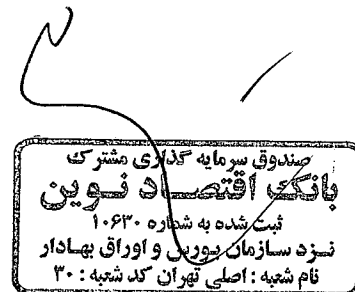 صندوق سرمایه گذاری مشترک
بانک اقتصاد نوین
ثبت شده به شماره ۱۰۶۳۰
نزد سازمان بورس و اوراق بهادار
نام شعبه : اصلی تهران کد شعبه : ۳۰